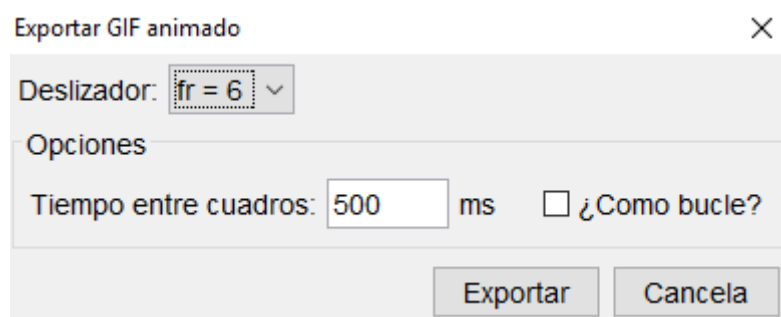 Exportar GIF animado
Deslizador: fr = 6
Opciones
Tiempo entre cuadros: 500 ms ¿Como bucle?
Exportar Cancela